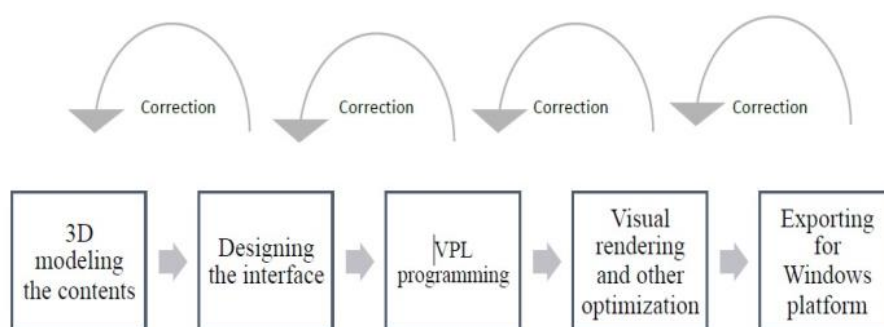 Correction
Correction
Correction
Correction
3D
modeling
the contents
Designing
the interface
VPL
programming
Visual
rendering
and other
optimization
Exporting
for
Windows
platform